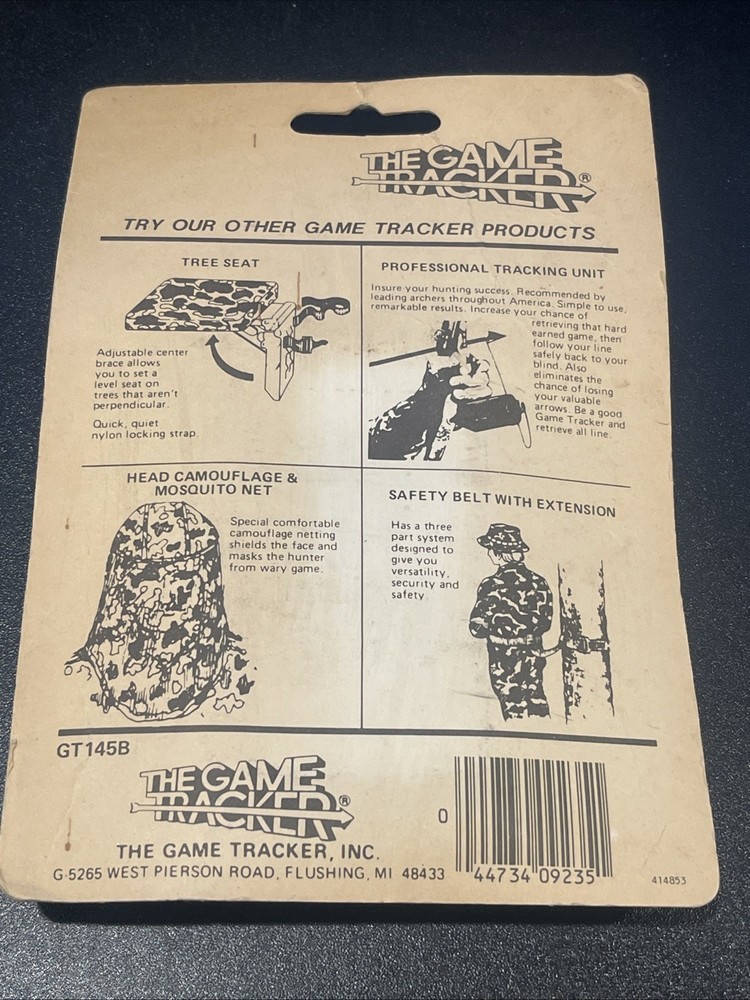 THE GAME
TRACKER®
TRY OUR OTHER GAME TRACKER PRODUCTS
TREE SEAT
Adjustable center
brace allows
you to set a
level seat on
trees that aren't
perpendicular.
Quick, quiet
nylon locking strap.
PROFESSIONAL TRACKING UNIT
Insure your hunting success. Recommended by
leading archers throughout America. Simple to use,
remarkable results. Increase your chance of
retrieving that hard
earned game, then
follow your line
safely back to your
blind. Also
eliminates the
chance of losing
your valuable
arrows. Be a good
Game Tracker and
retrieve all line.
HEAD CAMOUFLAGE &
MOSQUITO NET
Special comfortable
camouflage netting
shields the face and
masks the hunter
from wary game.
SAFETY BELT WITH EXTENSION
Has a three
part system
designed to
give you
versatility,
security and
safety
GT145B
THE GAME
TRACKER®
THE GAME TRACKER, INC.
G-5265 WEST PIERSON ROAD, FLUSHING, MI 48433
0 44734 09235
414853